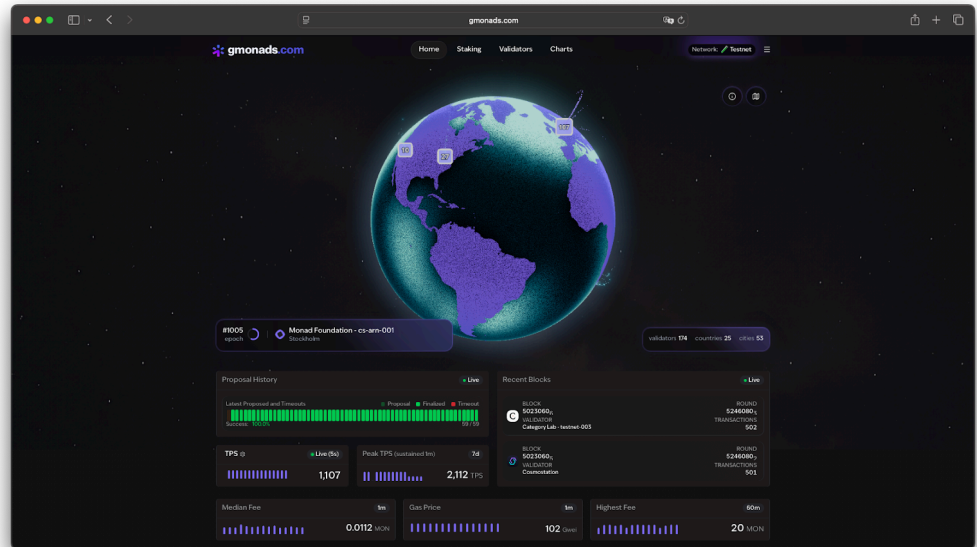 gmonads.com
gmonads.com
Home Staking Validators Charts
Network: Testnet
#1005
epoch
Monad Foundation - cs-arn-001
Stockholm
validators 174 countries 25 cities 53
Proposal History
Live
Latest Proposed and Timeouts
Proposal Finalized Timeout
Success: 100.0%
59 / 59
Recent Blocks
Live
BLOCK
ROUND
VALIDATOR
TRANSACTIONS
Category Lab - testnet-003
502
BLOCK
ROUND
VALIDATOR
TRANSACTIONS
Cosmostation
501
TPS
Live (5s)
1,107
Peak TPS (sustained 1m)
7d
2,112 TPS
Median Fee
1m
0.0112 MON
Gas Price
1m
102 Gwei
Highest Fee
60m
20 MON